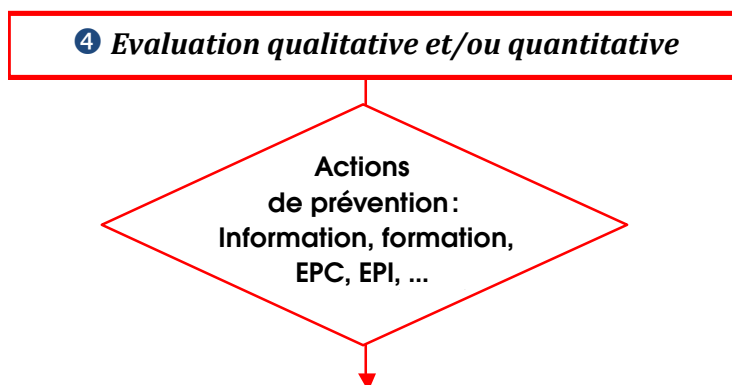 ❹ Evaluation qualitative et/ou quantitative
Actions
de prévention :
Information, formation,
EPC, EPI, ...